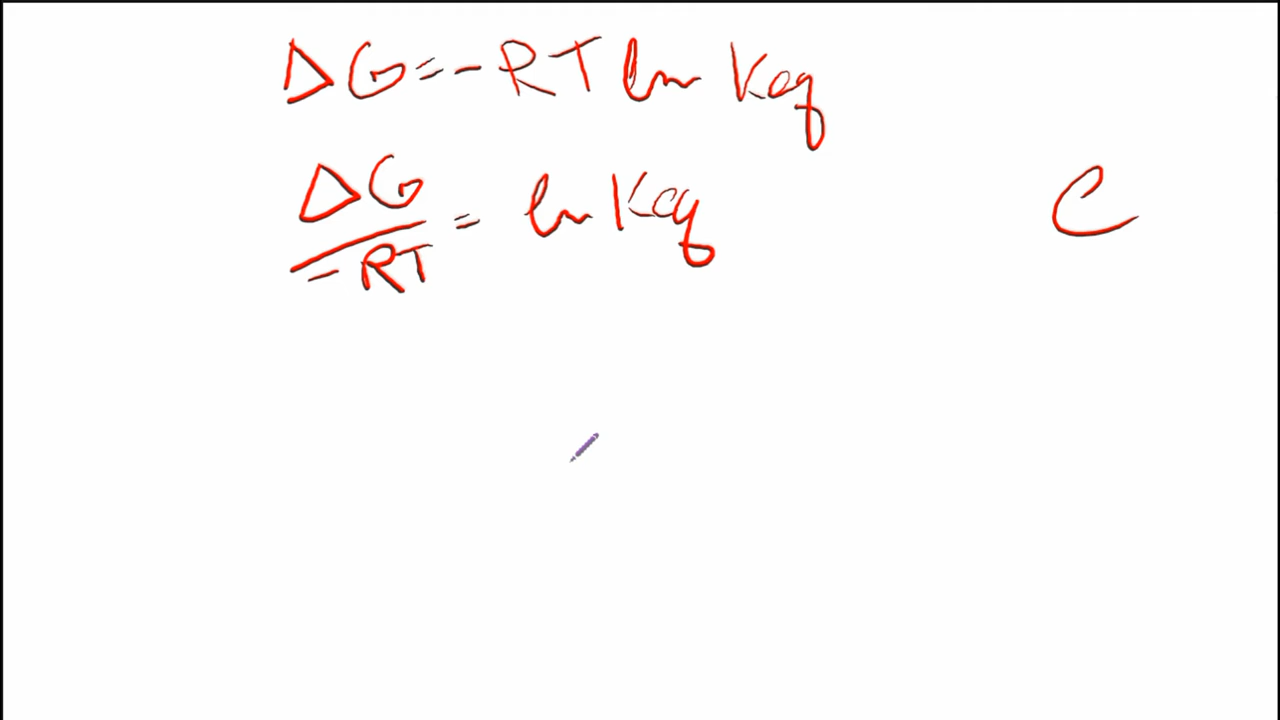 ΔG = -RT ln Keq
ΔG/-RT = ln Keq
C